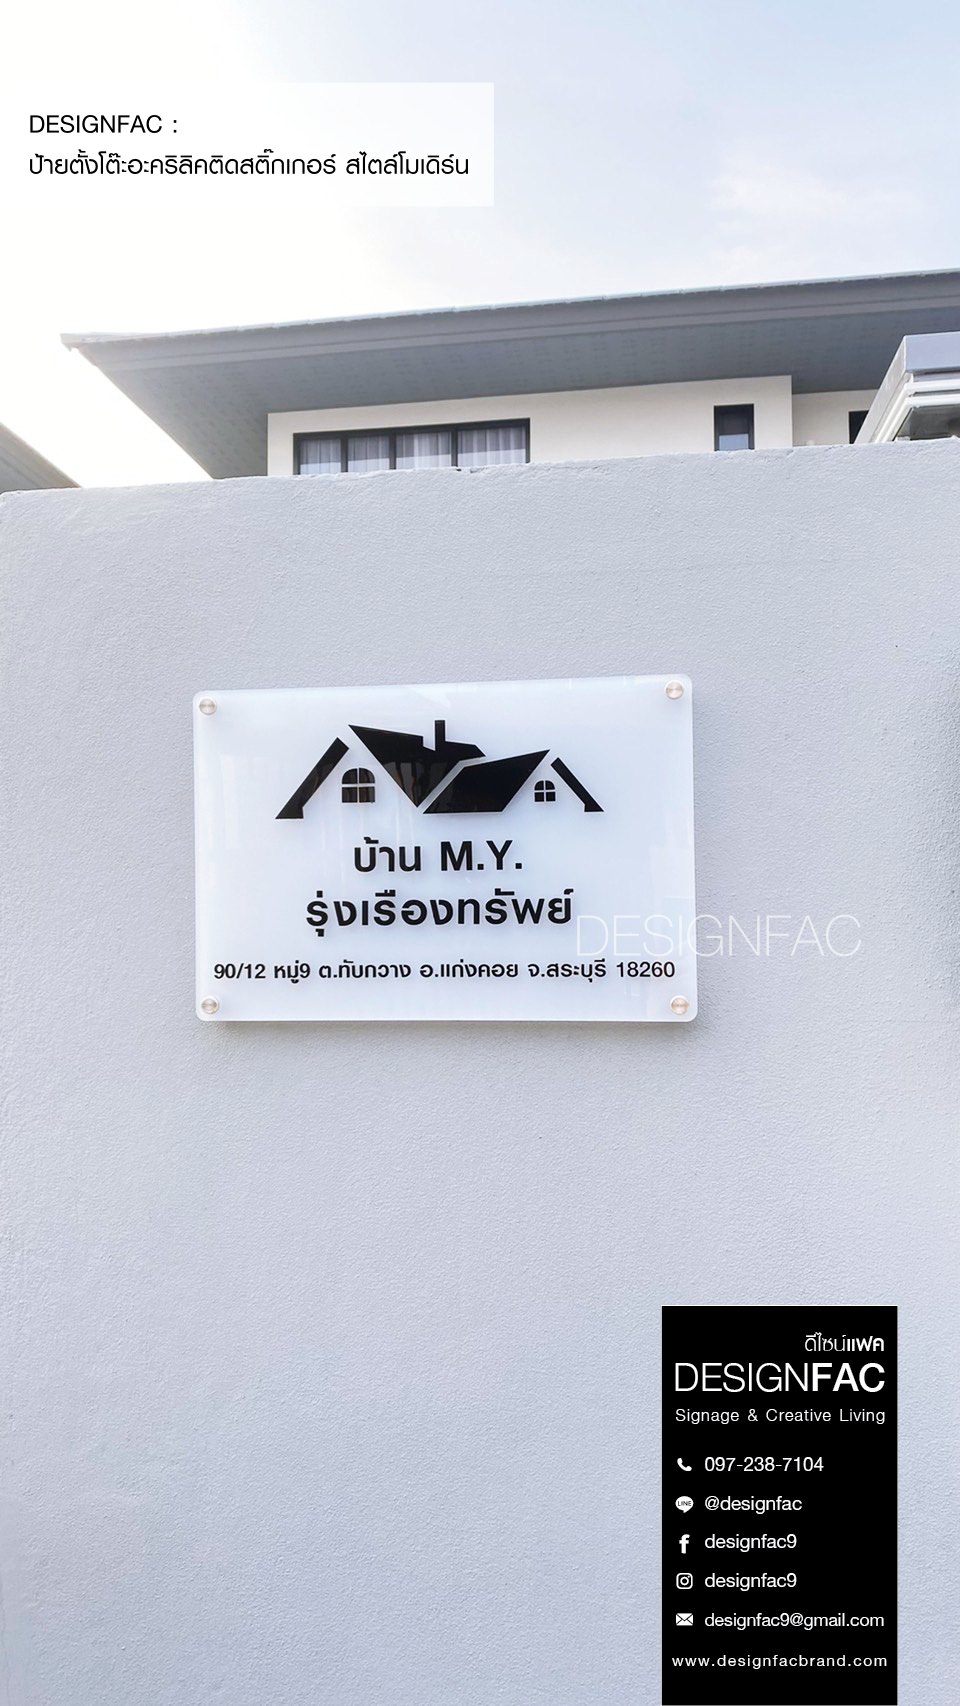 DESIGNFAC :
ป้ายตั้งโต๊ะอะคริลิคติดสติ๊กเกอร์ สไตล์โมเดิร์น
บ้าน M.Y.
รุ่งเรืองทรัพย์
DESIGNFAC
90/12 หมู่9 ต.ทับกวาง อ.แก่งคอย จ.สระบุรี 18260
ดีไซน์แฟค
DESIGNFAC
Signage & Creative Living
097-238-7104
LINE @designfac
designfac9
designfac9
designfac9@gmail.com
www.designfacbrand.com